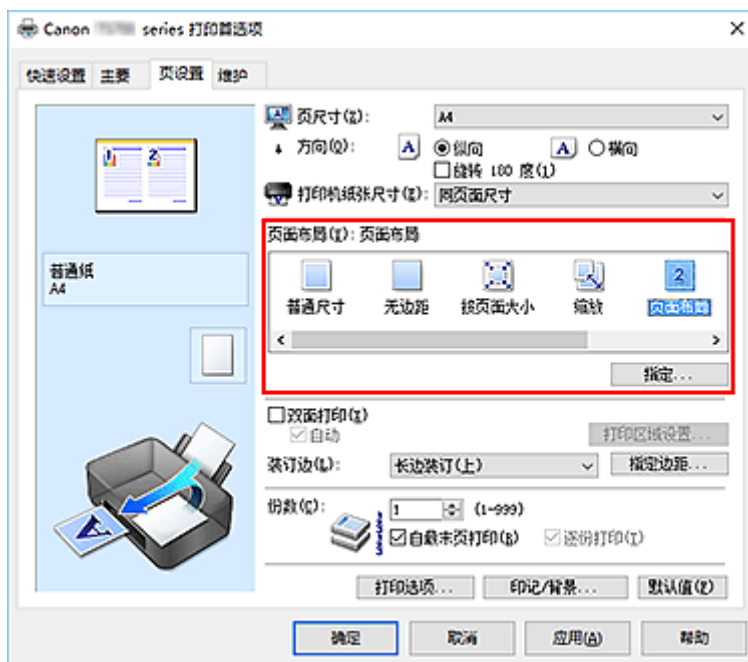 Canon series 打印首选项
快速设置 主要 页设置 维护
页尺寸(Z): A4
方向(O): A 纵向 A 横向
旋转 180 度(1)
打印机纸张尺寸(E): 同页面尺寸
页面布局(I): 页面布局
普通尺寸 无边距 按页面大小 缩放 页面布局
指定...
普通纸
A4
双面打印(X)
自动 打印区域设置...
装订边(L): 长边装订(上) 指定边距...
份数(C): 1 (1-999)
自最末页打印(B) 逐份打印(T)
打印选项... 印记/背景... 默认值(Z)
确定 取消 应用(A) 帮助